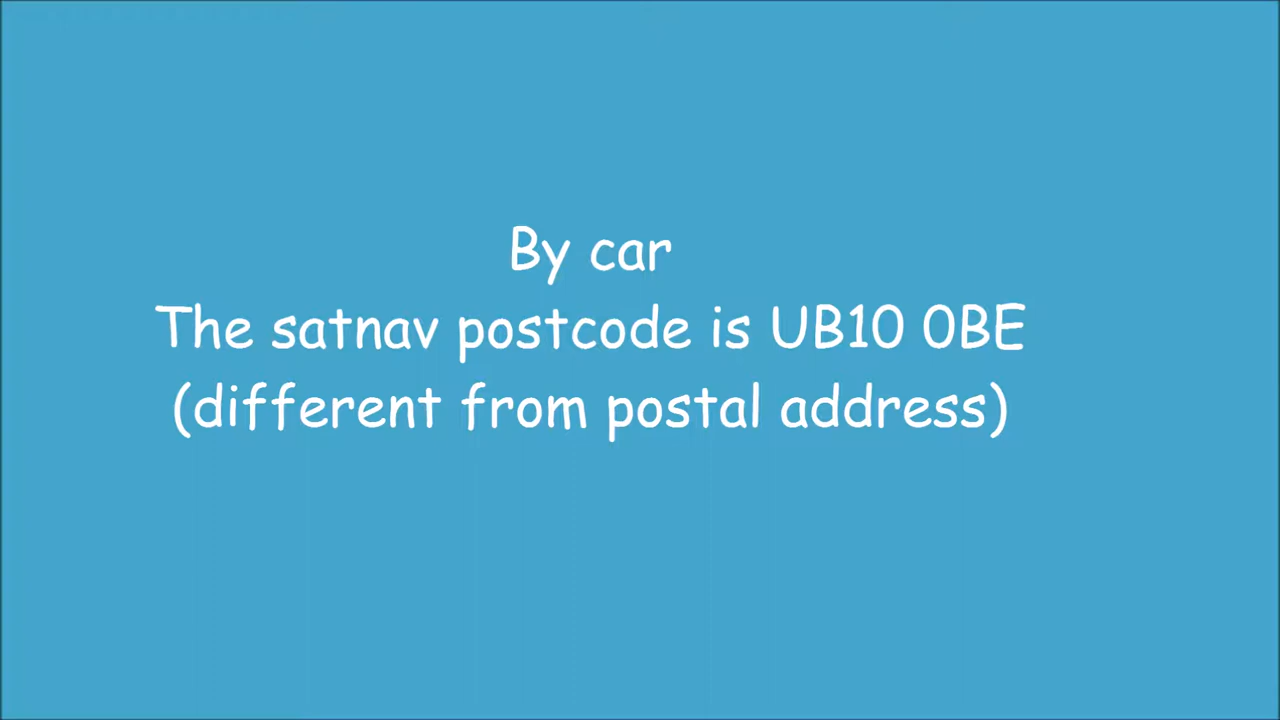 By car
The satnav postcode is UB10 0BE
(different from postal address)